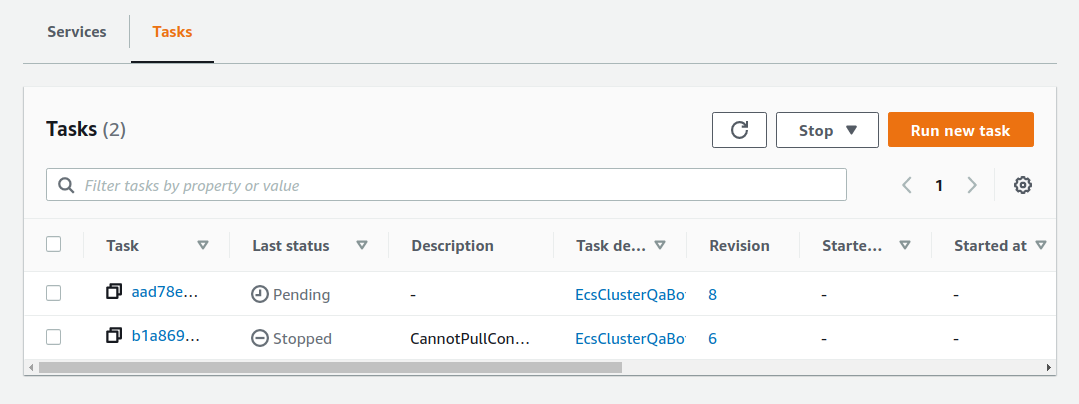 Services Tasks
Tasks (2)
Stop Run new task
Filter tasks by property or value 1
Task Last status Description Task de... Revision Starte... Started at
aad78e... Pending - EcsClusterQaBo 8 - -
b1a869... Stopped CannotPullCon... EcsClusterQaBo 6 - -